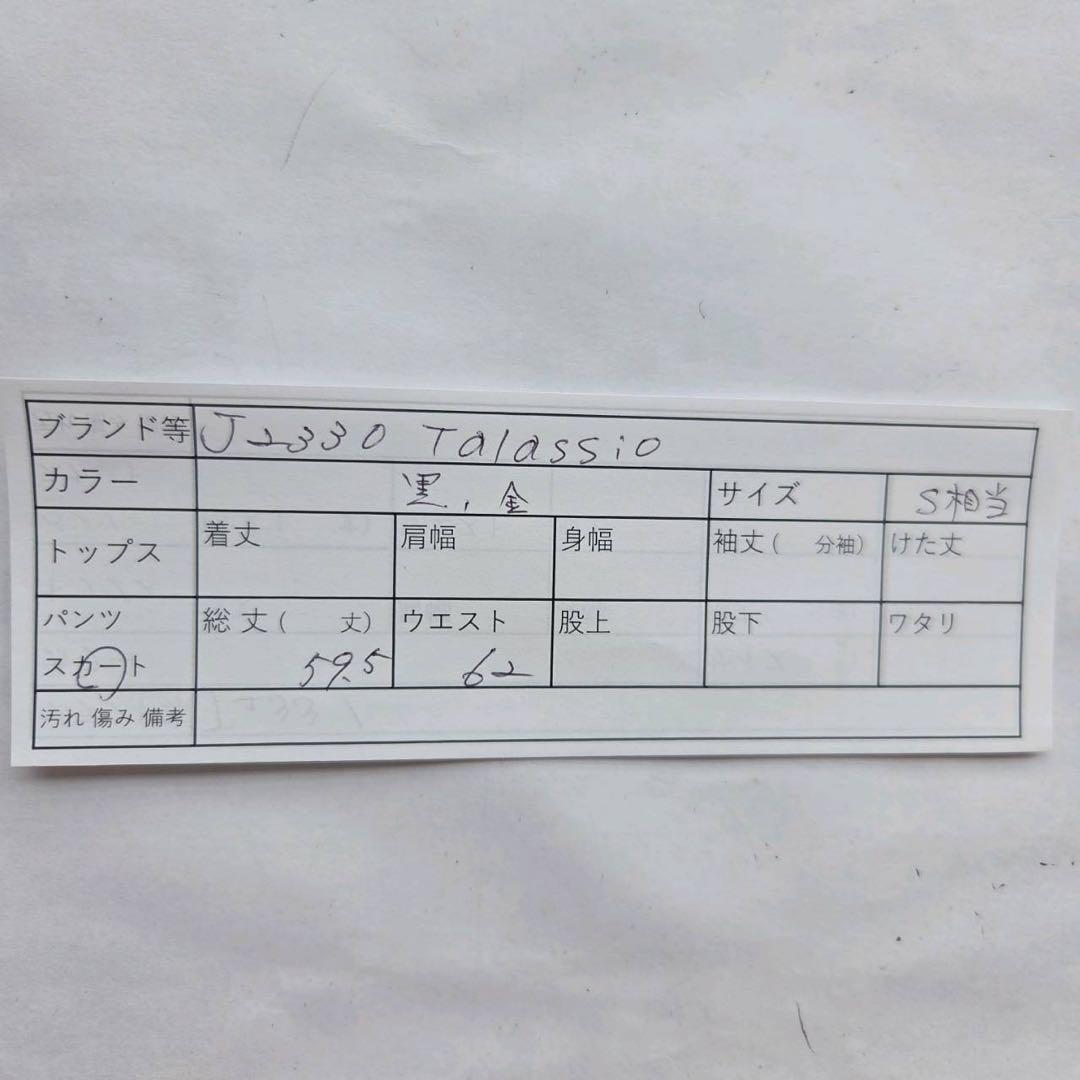 ブランド等 J2330 Talassio
カラー 黒, 金 サイズ S相当
トップス 着丈 肩幅 身幅 袖丈( 分袖) けた丈
パンツ 総丈( 丈) ウエスト 股上 股下 ワタリ
スカート 59.5 62
汚れ 傷み 備考